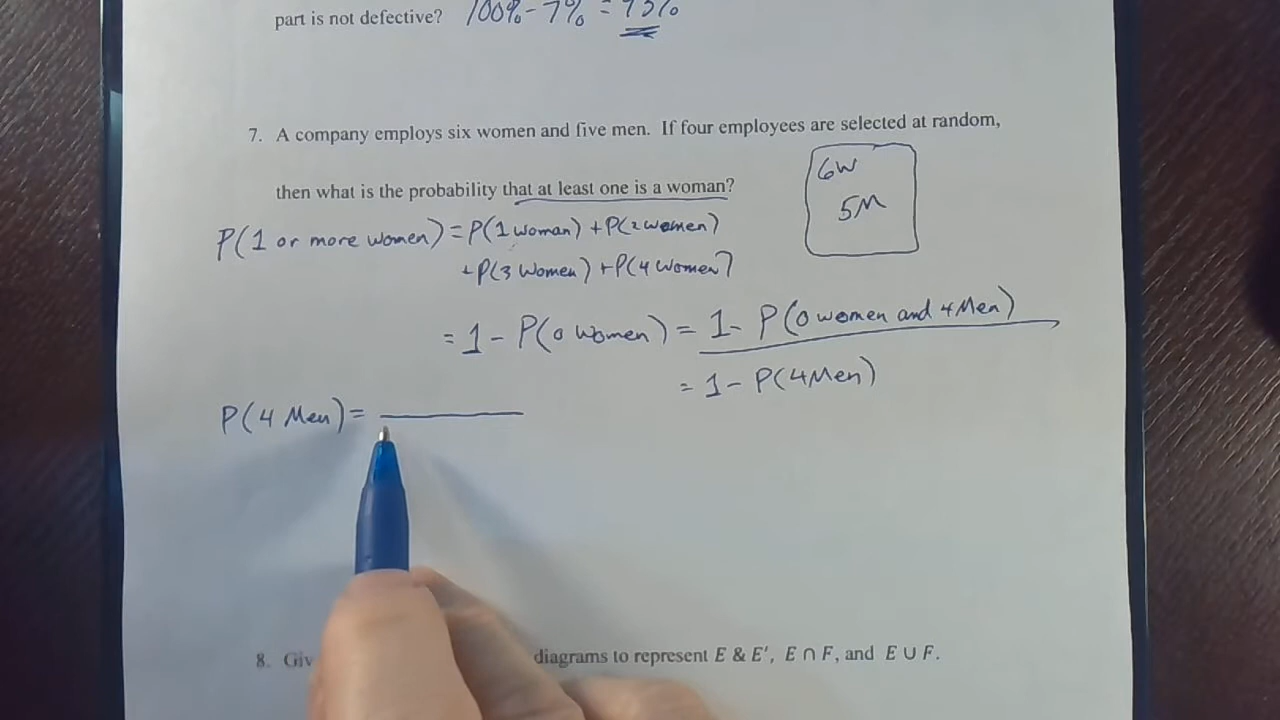 part is not defective? 100% - 7% = 93%
7. A company employs six women and five men. If four employees are selected at random,
then what is the probability that at least one is a woman?
6W
5M
P(1 or more women) = P(1 woman) + P(2 women)
+ P(3 women) + P(4 women)
= 1 - P(0 women) = 1 - P(0 women and 4 Men)
= 1 - P(4 Men)
P(4 Men) =
8. Giv diagrams to represent E & E′, E ∩ F, and E ∪ F.